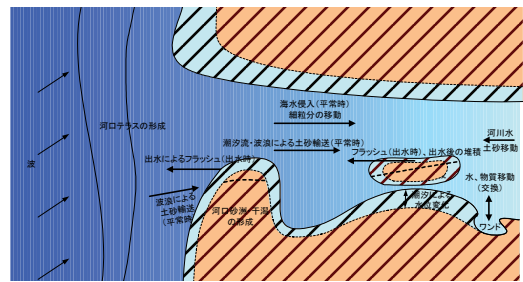 海水侵入（平常時）
細粒分の移動
河口テラスの形成
河川水
土砂移動
潮汐流・波浪による土砂輸送（平常時）
フラッシュ（出水時）、出水後の堆積
出水によるフラッシュ（出水時）
波
水、物質移動
（交換）
波浪による
土砂輸送
（平常時
潮汐による
水位変化
河口砂洲・干潟
の形成
ワンド